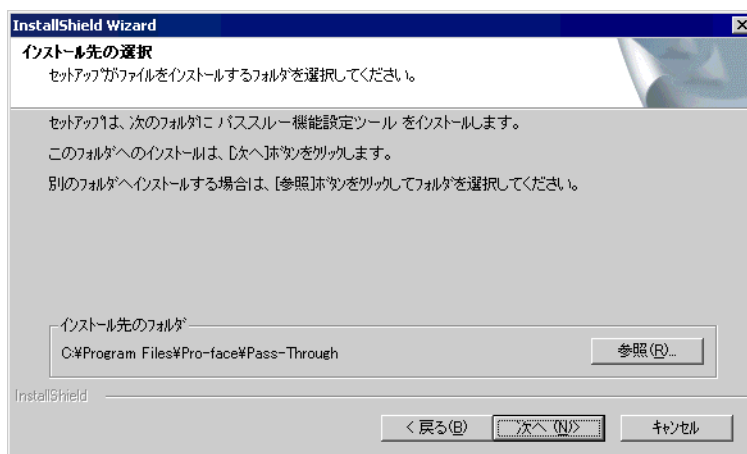 InstallShield Wizard
インストール先の選択
セットアップがファイルをインストールするフォルダを選択してください。
セットアップは、次のフォルダに パススルー機能設定ツール をインストールします。
このフォルダへのインストールは、[次へ]ボタンをクリックします。
別のフォルダへインストールする場合は、[参照]ボタンをクリックしてフォルダを選択してください。
インストール先のフォルダ
C:¥Program Files¥Pro-face¥Pass-Through
参照(R)...
InstallShield
< 戻る(B)
次へ (N)>
キャンセル